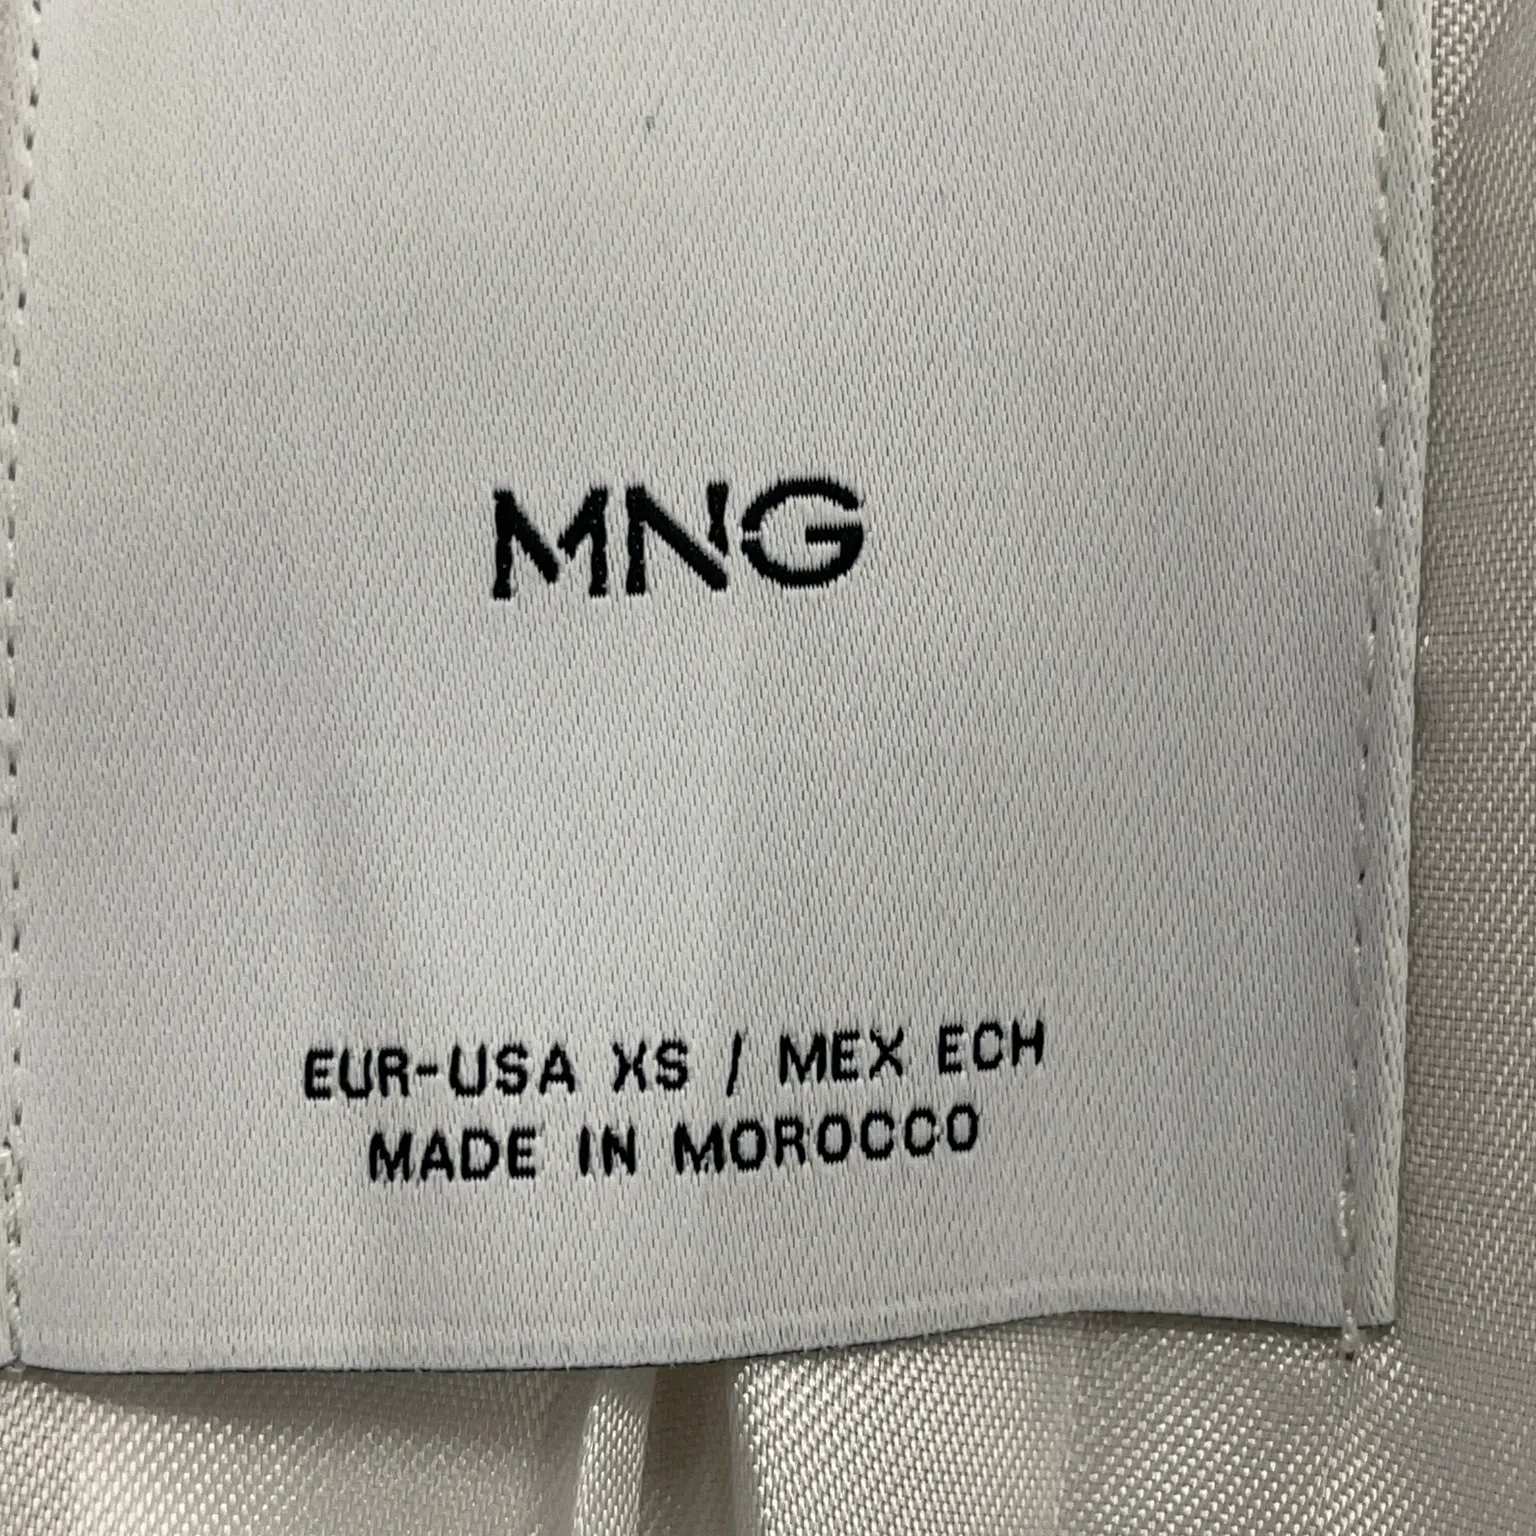 MNG
EUR-USA XS / MEX ECH
MADE IN MOROCCO